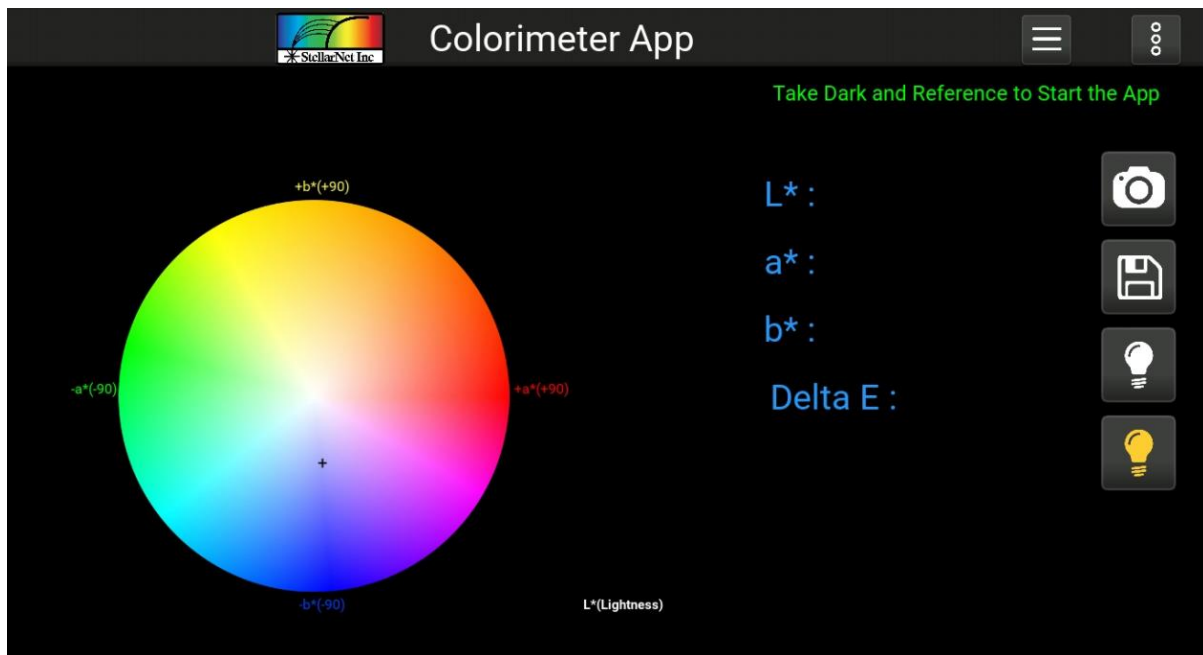 StellarNet Inc
Colorimeter App
Take Dark and Reference to Start the App
+b*(+90)
L* :
a* :
b* :
-a*(-90)
+a*(+90)
Delta E :
-b*(-90)
L*(Lightness)